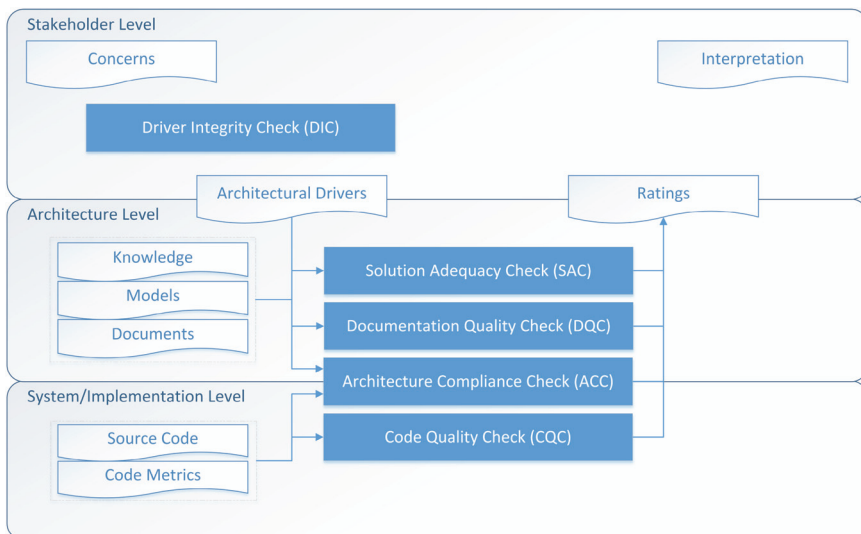 Stakeholder Level
Concerns
Interpretation
Driver Integrity Check (DIC)
Architectural Drivers
Ratings
Architecture Level
Knowledge
Models
Documents
Solution Adequacy Check (SAC)
Documentation Quality Check (DQC)
Architecture Compliance Check (ACC)
System/Implementation Level
Source Code
Code Metrics
Code Quality Check (CQC)